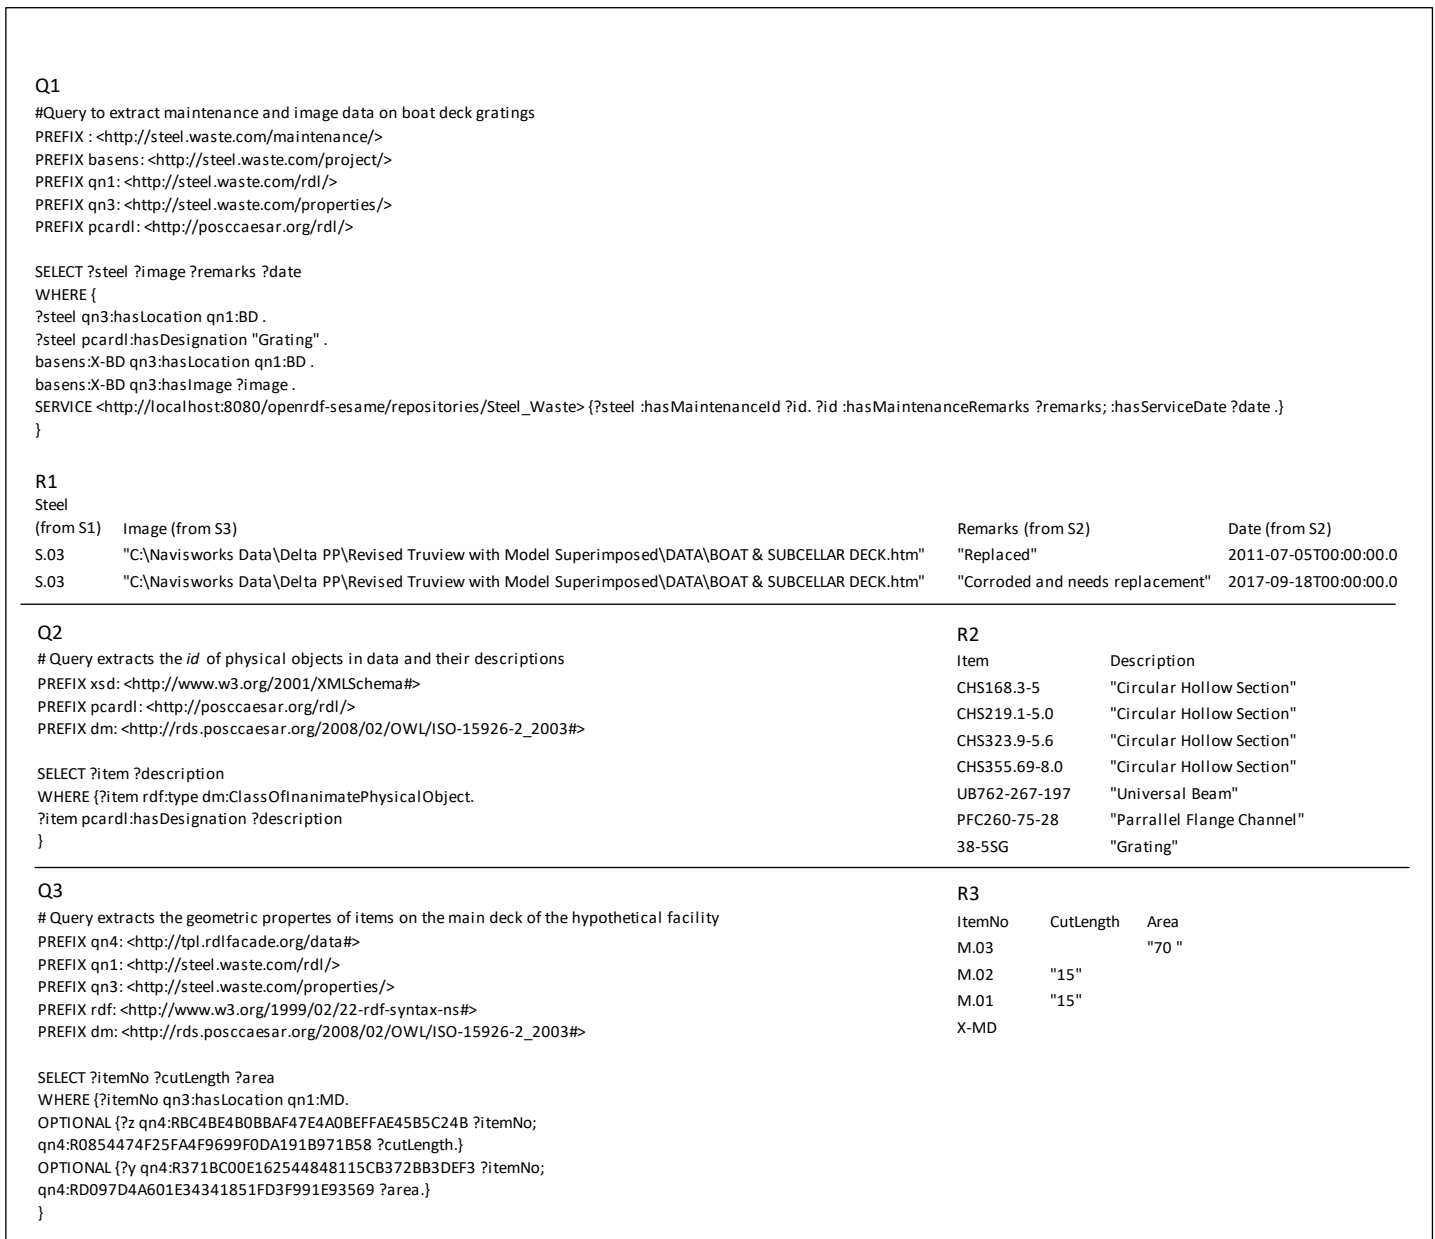 Q1
#Query to extract maintenance and image data on boat deck gratings
PREFIX : <http://steel.waste.com/maintenance/>
PREFIX basens: <http://steel.waste.com/project/>
PREFIX qn1: <http://steel.waste.com/rdl/>
PREFIX qn3: <http://steel.waste.com/properties/>
PREFIX pcardl: <http://posccaesar.org/rdl/>
SELECT ?steel ?image ?remarks ?date
WHERE {
?steel qn3:hasLocation qn1:BD .
?steel pcardl:hasDesignation "Grating" .
basens:X-BD qn3:hasLocation qn1:BD .
basens:X-BD qn3:hasImage ?image .
SERVICE <http://localhost:8080/openrdf-sesame/repositories/Steel_Waste> {?steel :hasMaintenanceId ?id. ?id :hasMaintenanceRemarks ?remarks; :hasServiceDate ?date .}
}
R1
Steel
(from S1) Image (from S3) Remarks (from S2) Date (from S2)
S.03 "C:\Navisworks Data\Delta PP\Revised Truview with Model Superimposed\DATA\BOAT & SUBCELLAR DECK.htm" "Replaced" 2011-07-05T00:00:00.0
S.03 "C:\Navisworks Data\Delta PP\Revised Truview with Model Superimposed\DATA\BOAT & SUBCELLAR DECK.htm" "Corroded and needs replacement" 2017-09-18T00:00:00.0
Q2
# Query extracts the id of physical objects in data and their descriptions
PREFIX xsd: <http://www.w3.org/2001/XMLSchema#>
PREFIX pcardl: <http://posccaesar.org/rdl/>
PREFIX dm: <http://rds.posccaesar.org/2008/02/OWL/ISO-15926-2_2003#>
SELECT ?item ?description
WHERE {?item rdf:type dm:ClassOfInanimatePhysicalObject.
?item pcardl:hasDesignation ?description
}
R2
Item Description
CHS168.3-5 "Circular Hollow Section"
CHS219.1-5.0 "Circular Hollow Section"
CHS323.9-5.6 "Circular Hollow Section"
CHS355.69-8.0 "Circular Hollow Section"
UB762-267-197 "Universal Beam"
PFC260-75-28 "Parrallel Flange Channel"
38-5SG "Grating"
Q3
# Query extracts the geometric propertes of items on the main deck of the hypothetical facility
PREFIX qn4: <http://tpl.rdlfacade.org/data#>
PREFIX qn1: <http://steel.waste.com/rdl/>
PREFIX qn3: <http://steel.waste.com/properties/>
PREFIX rdf: <http://www.w3.org/1999/02/22-rdf-syntax-ns#>
PREFIX dm: <http://rds.posccaesar.org/2008/02/OWL/ISO-15926-2_2003#>
SELECT ?itemNo ?cutLength ?area
WHERE {?itemNo qn3:hasLocation qn1:MD.
OPTIONAL {?z qn4:RBC4BE4B0BBAF47E4A0BEFFAE45B5C24B ?itemNo;
qn4:R0854474F25FA4F9699F0DA191B971B58 ?cutLength.}
OPTIONAL {?y qn4:R371BC00E162544848115CB372BB3DEF3 ?itemNo;
qn4:RD097D4A601E34341851FD3F991E93569 ?area.}
}
R3
ItemNo CutLength Area
M.03 "70 "
M.02 "15"
M.01 "15"
X-MD